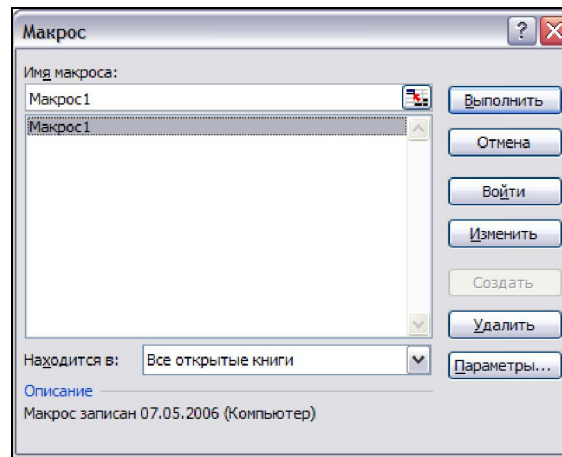 Макрос
Имя макроса:
Макрос1
Макрос1
Выполнить
Отмена
Войти
Изменить
Создать
Удалить
Параметры...
Находится в:
Все открытые книги
Описание
Макрос записан 07.05.2006 (Компьютер)